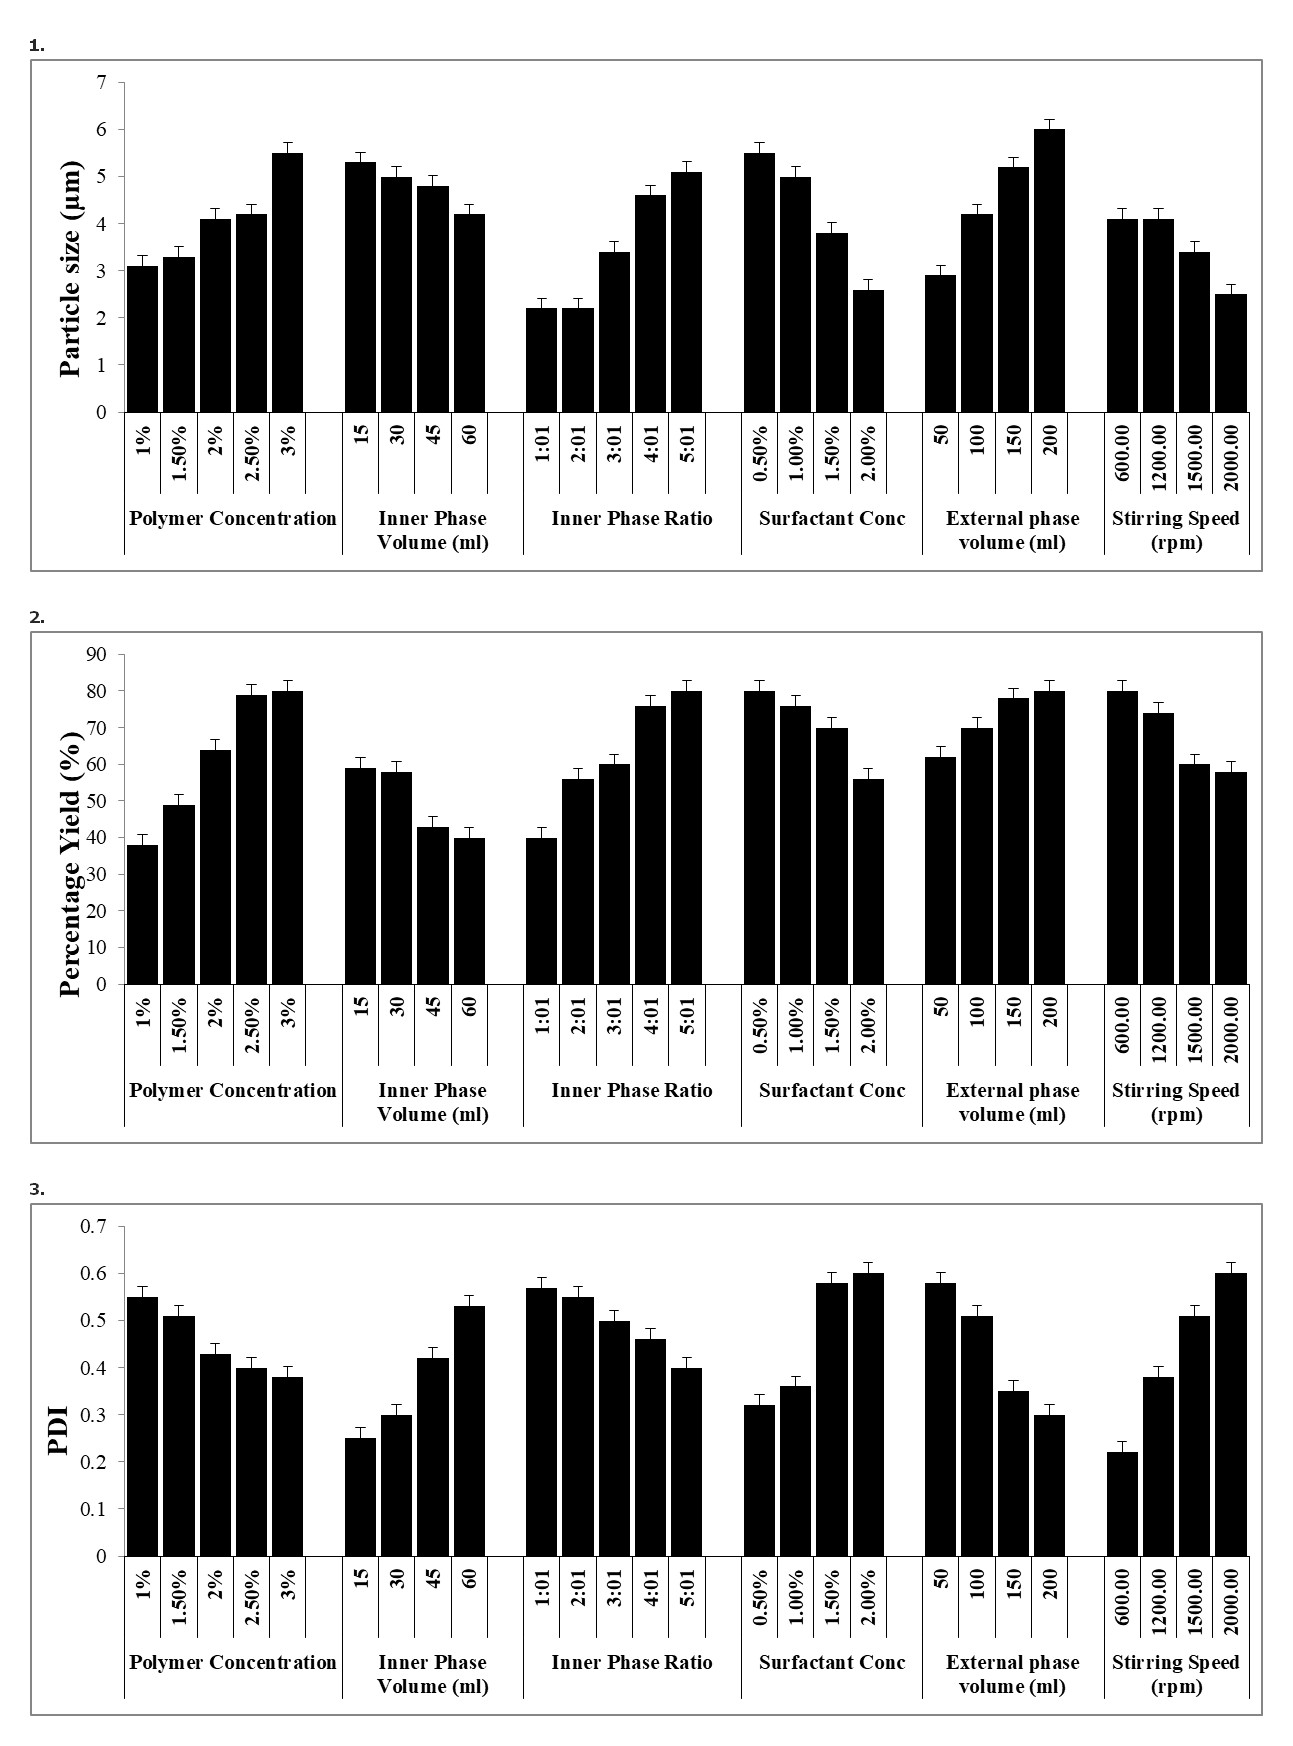 1.
7
6
5
4
3
2
1
0
Particle size (µm)
1% 1.50% 2% 2.50% 3% 15 30 45 60 1:01 2:01 3:01 4:01 5:01 0.50% 1.00% 1.50% 2.00% 50 100 150 200 600.00 1200.00 1500.00 2000.00
Polymer Concentration Inner Phase Inner Phase Ratio Surfactant Conc External phase Stirring Speed
Volume (ml) volume (ml) (rpm)
2.
90
80
70
60
50
40
30
20
10
0
Percentage Yield (%)
1% 1.50% 2% 2.50% 3% 15 30 45 60 1:01 2:01 3:01 4:01 5:01 0.50% 1.00% 1.50% 2.00% 50 100 150 200 600.00 1200.00 1500.00 2000.00
Polymer Concentration Inner Phase Inner Phase Ratio Surfactant Conc External phase Stirring Speed
Volume (ml) volume (ml) (rpm)
3.
0.7
0.6
0.5
0.4
0.3
0.2
0.1
0
PDI
1% 1.50% 2% 2.50% 3% 15 30 45 60 1:01 2:01 3:01 4:01 5:01 0.50% 1.00% 1.50% 2.00% 50 100 150 200 600.00 1200.00 1500.00 2000.00
Polymer Concentration Inner Phase Inner Phase Ratio Surfactant Conc External phase Stirring Speed
Volume (ml) volume (ml) (rpm)